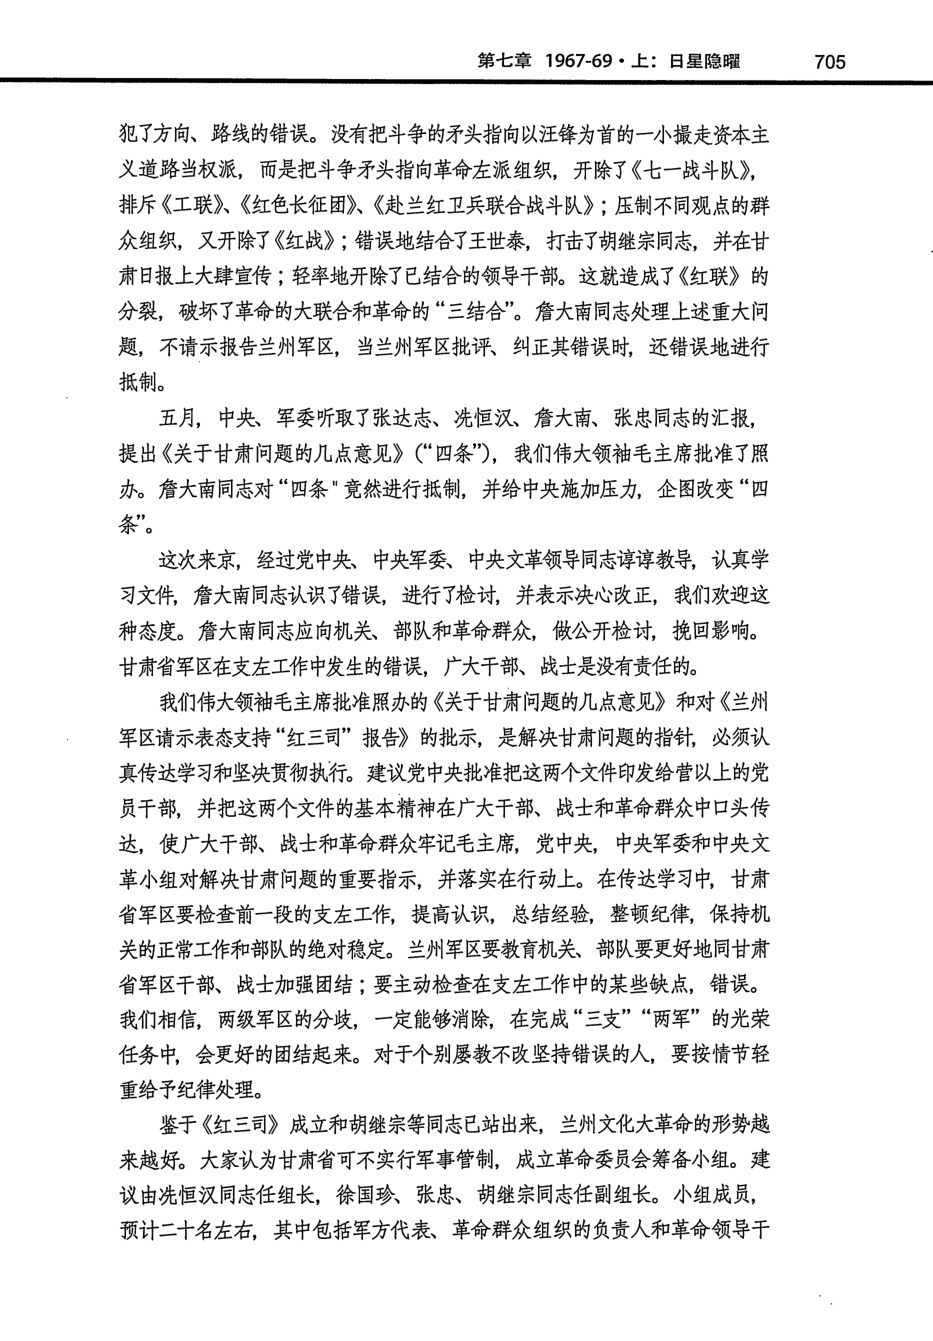 第七章 1967-69·上：日星隐曜 705
犯了方向、路线的错误。没有把斗争的矛头指向以汪锋为首的一小撮走资本主
义道路当权派，而是把斗争矛头指向革命左派组织，开除了《七一战斗队》，
排斥《工联》、《红色长征团》、《赴兰红卫兵联合战斗队》；压制不同观点的群
众组织，又开除了《红战》；错误地结合了王世泰，打击了胡继宗同志，并在甘
肃日报上大肆宣传；轻率地开除了已结合的领导干部。这就造成了《红联》的
分裂，破坏了革命的大联合和革命的“三结合”。詹大南同志处理上述重大问
题，不请示报告兰州军区，当兰州军区批评、纠正其错误时，还错误地进行
抵制。
五月，中央、军委听取了张达志、冼恒汉、詹大南、张忠同志的汇报，
提出《关于甘肃问题的几点意见》（“四条”），我们伟大领袖毛主席批准了照
办。詹大南同志对“四条"竟然进行抵制，并给中央施加压力，企图改变“四
条”。
这次来京，经过党中央、中央军委、中央文革领导同志谆谆教导，认真学
习文件，詹大南同志认识了错误，进行了检讨，并表示决心改正，我们欢迎这
种态度。詹大南同志应向机关、部队和革命群众，做公开检讨，挽回影响。
甘肃省军区在支左工作中发生的错误，广大干部、战士是没有责任的。
我们伟大领袖毛主席批准照办的《关于甘肃问题的几点意见》和对《兰州
军区请示表态支持“红三司”报告》的批示，是解决甘肃问题的指针，必须认
真传达学习和坚决贯彻执行。建议党中央批准把这两个文件印发给营以上的党
员干部，并把这两个文件的基本精神在广大干部、战士和革命群众中口头传
达，使广大干部、战士和革命群众牢记毛主席，党中央，中央军委和中央文
革小组对解决甘肃问题的重要指示，并落实在行动上。在传达学习中，甘肃
省军区要检查前一段的支左工作，提高认识，总结经验，整顿纪律，保持机
关的正常工作和部队的绝对稳定。兰州军区要教育机关、部队要更好地同甘肃
省军区干部、战士加强团结；要主动检查在支左工作中的某些缺点，错误。
我们相信，两级军区的分歧，一定能够消除，在完成“三支”“两军”的光荣
任务中，会更好的团结起来。对于个别屡教不改坚持错误的人，要按情节轻
重给予纪律处理。
鉴于《红三司》成立和胡继宗等同志已站出来，兰州文化大革命的形势越
来越好。大家认为甘肃省可不实行军事管制，成立革命委员会筹备小组。建
议由冼恒汉同志任组长，徐国珍、张忠、胡继宗同志任副组长。小组成员，
预计二十名左右，其中包括军方代表、革命群众组织的负责人和革命领导干